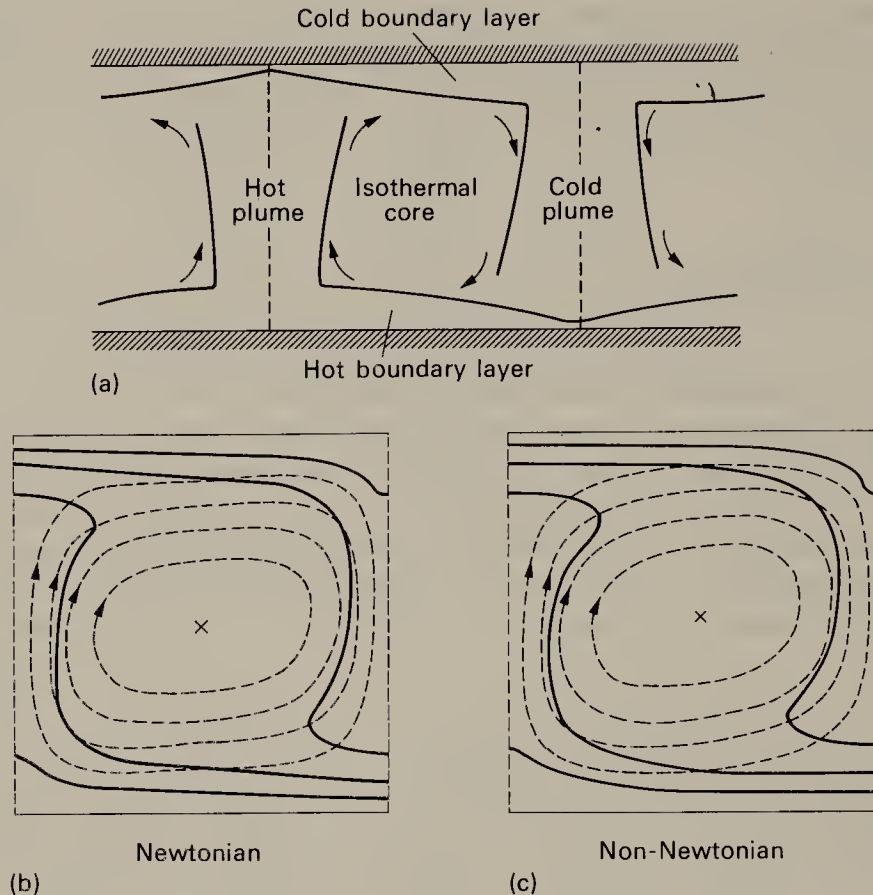 Cold boundary layer
Hot
plume
Isothermal
core
Cold
plume
Hot boundary layer
(a)
Newtonian
(b)
Non-Newtonian
(c)